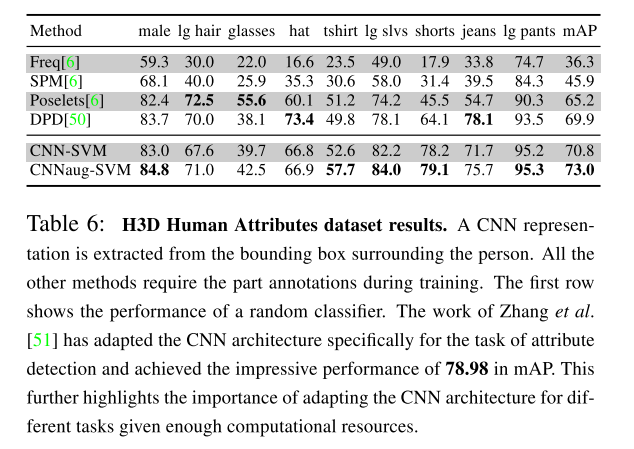 Method male lg hair glasses hat tshirt lg slvs shorts jeans lg pants mAP
Freq[6] 59.3 30.0 22.0 16.6 23.5 49.0 17.9 33.8 74.7 36.3
SPM[6] 68.1 40.0 25.9 35.3 30.6 58.0 31.4 39.5 84.3 45.9
Poselets[6] 82.4 72.5 55.6 60.1 51.2 74.2 45.5 54.7 90.3 65.2
DPD[50] 83.7 70.0 38.1 73.4 49.8 78.1 64.1 78.1 93.5 69.9
CNN-SVM 83.0 67.6 39.7 66.8 52.6 82.2 78.2 71.7 95.2 70.8
CNNaug-SVM 84.8 71.0 42.5 66.9 57.7 84.0 79.1 75.7 95.3 73.0
Table 6: H3D Human Attributes dataset results. A CNN represen-
tation is extracted from the bounding box surrounding the person. All the
other methods require the part annotations during training. The first row
shows the performance of a random classifier. The work of Zhang et al.
[51] has adapted the CNN architecture specifically for the task of attribute
detection and achieved the impressive performance of 78.98 in mAP. This
further highlights the importance of adapting the CNN architecture for dif-
ferent tasks given enough computational resources.